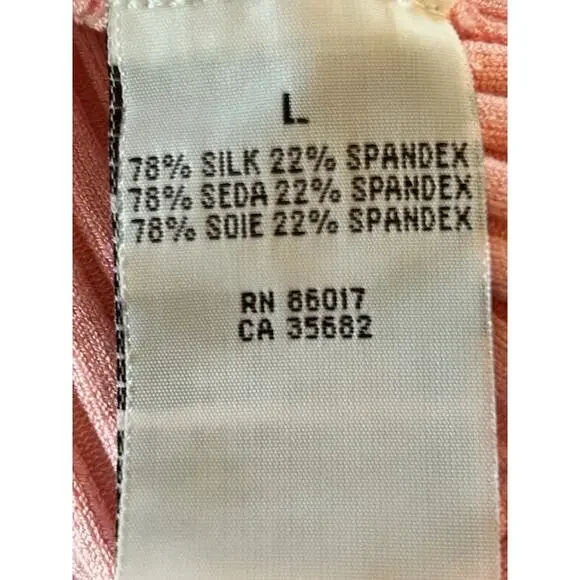 L
78% SILK 22% SPANDEX
78% SEDA 22% SPANDEX
78% SOIE 22% SPANDEX
RN 86017
CA 35682